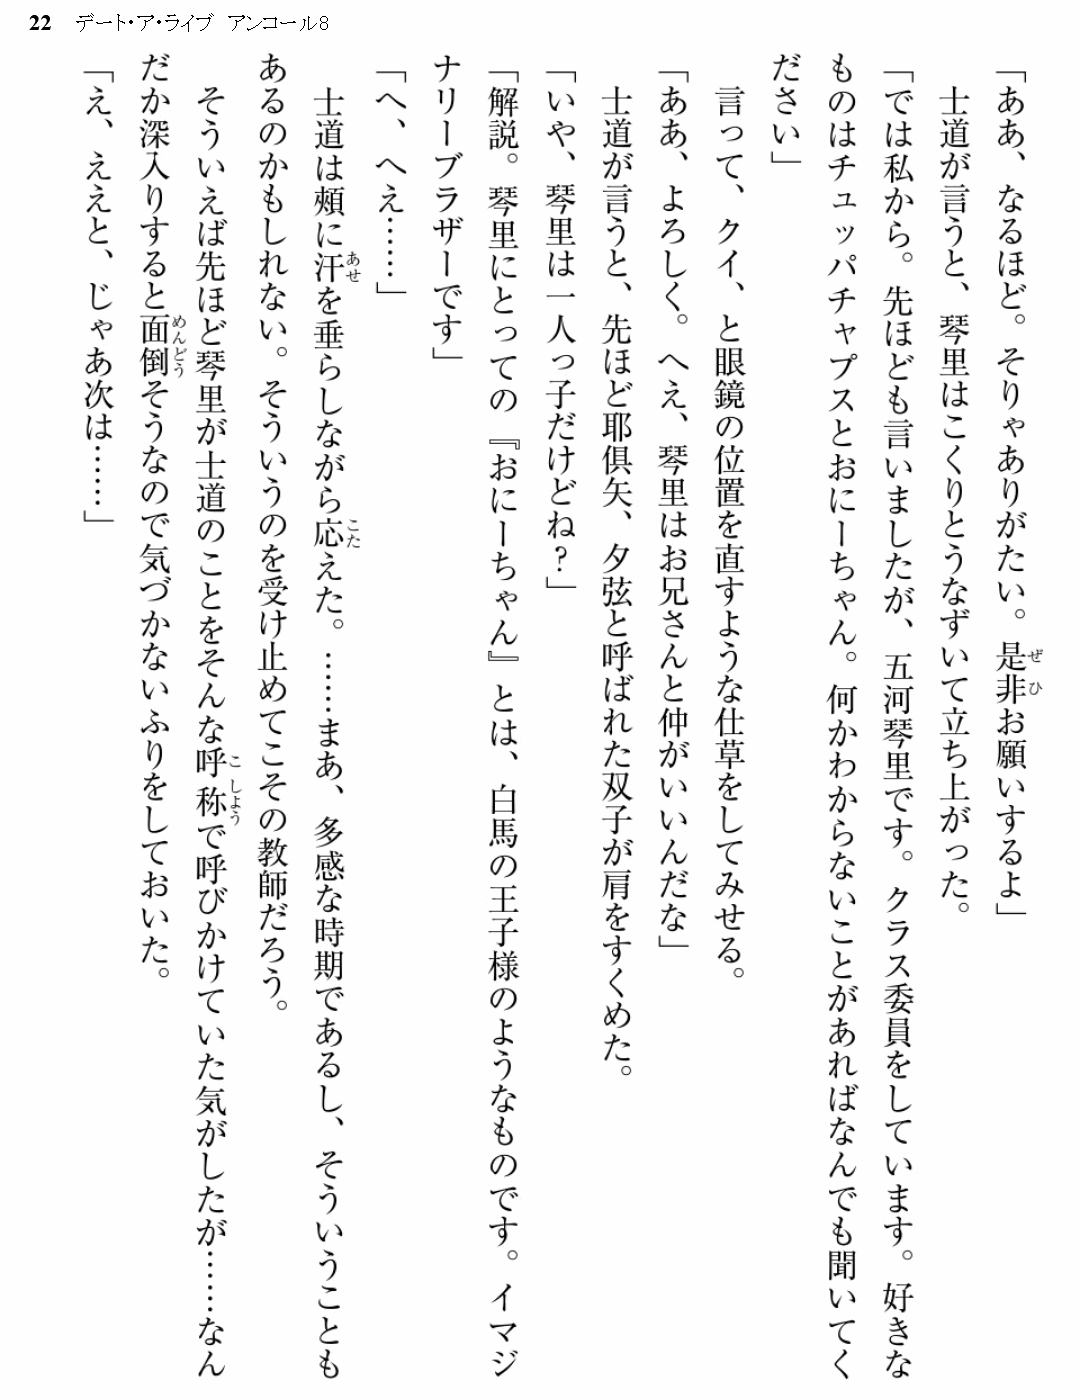 22 デート・ア・ライブ アンコール8
「ああ、なるほど。そりゃありがたい。是非お願いするよ」
士道が言うと、琴里はこくりとうなずいて立ち上がった。
「では私から。先ほども言いましたが、五河琴里です。クラス委員をしています。好きな
ものはチュッパチャプスとおにーちゃん。何かわからないことがあればなんでも聞いてく
ださい」
言って、クイ、と眼鏡の位置を直すような仕草をしてみせる。
「ああ、よろしく。へえ、琴里はお兄さんと仲がいいんだな」
士道が言うと、先ほど耶倶矢、夕弦と呼ばれた双子が肩をすくめた。
「いや、琴里は一人っ子だけどね？」
「解説。琴里にとっての『おにーちゃん』とは、白馬の王子様のようなものです。イマジ
ナリーブラザーです」
「へ、へえ……」
士道は頰に汗を垂らしながら応えた。……まあ、多感な時期であるし、そういうことも
あるのかもしれない。そういうのを受け止めてこその教師だろう。
そういえば先ほど琴里が士道のことをそんな呼称で呼びかけていた気がしたが……なん
だか深入りすると面倒そうなので気づかないふりをしておいた。
「え、ええと、じゃあ次は……」